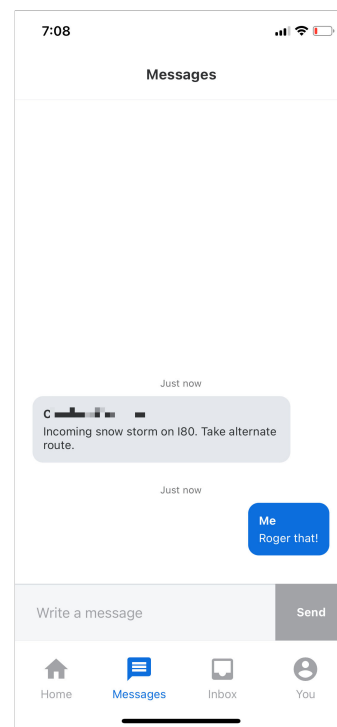 7:08
Messages
Just now
Incoming snow storm on I80. Take alternate
route.
Just now
Me
Roger that!
Write a message
Send
Home
Messages
Inbox
You